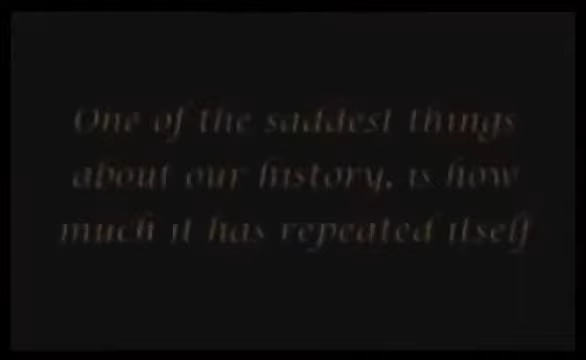 One of the saddest things
about our history, is how
much it has repeated itself